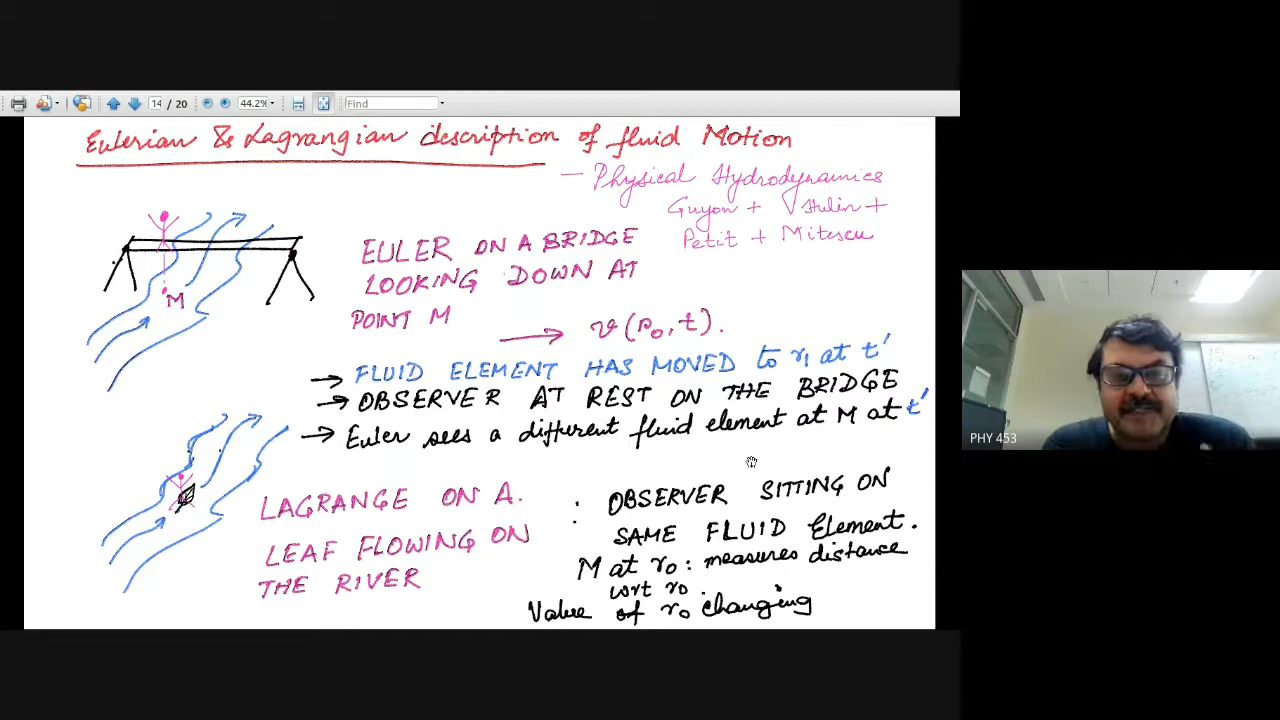 14 / 20
44.2%
Find
Eulerian & Lagrangian description of fluid Motion
— Physical Hydrodynamics
Guyon + Hulin +
Petit + Mitescu
EULER ON A BRIDGE
LOOKING DOWN AT
POINT M
M
→ v(r₀, t).
→ FLUID ELEMENT HAS MOVED to r₁ at t'
→ OBSERVER AT REST ON THE BRIDGE
→ Euler sees a different fluid element at M at t'
PHY 453
LAGRANGE ON A.
LEAF FLOWING ON
THE RIVER
: OBSERVER SITTING ON
SAME FLUID Element.
M at r₀ : measures distance
wrt r₀.
Value of r₀ changing